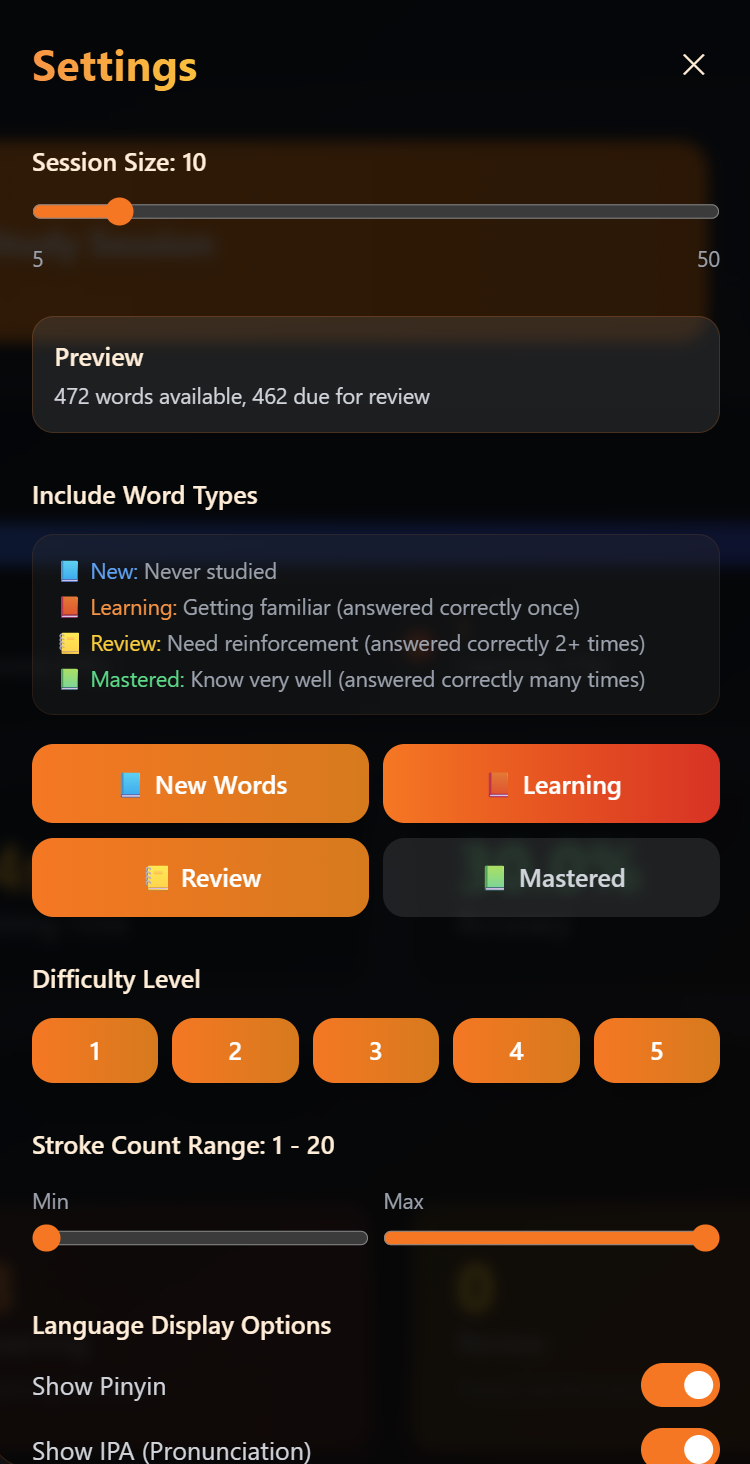 Settings
Session Size: 10
5 50
Preview
472 words available, 462 due for review
Include Word Types
New: Never studied
Learning: Getting familiar (answered correctly once)
Review: Need reinforcement (answered correctly 2+ times)
Mastered: Know very well (answered correctly many times)
New Words Learning
Review Mastered
Difficulty Level
1 2 3 4 5
Stroke Count Range: 1 - 20
Min Max
Language Display Options
Show Pinyin
Show IPA (Pronunciation)